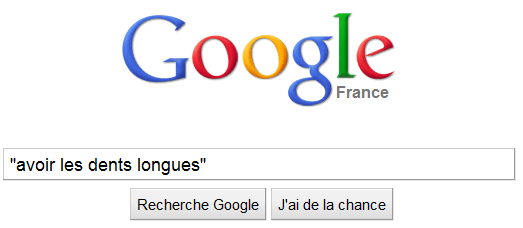 Google
France
"avoir les dents longues"
Recherche Google J'ai de la chance